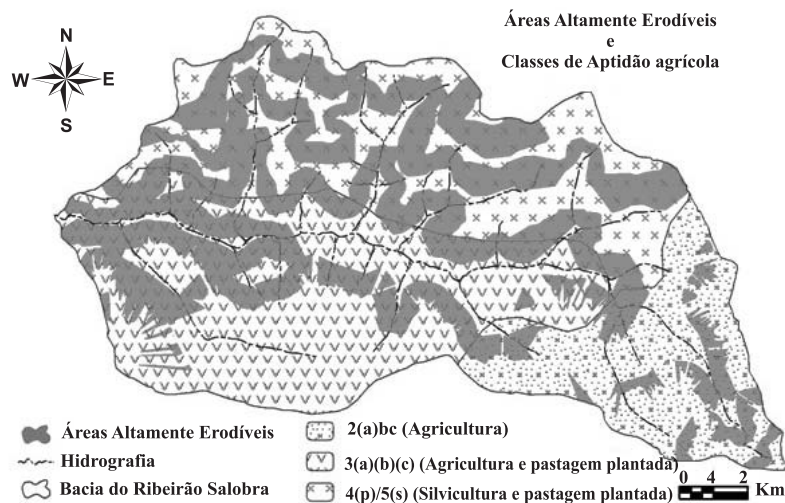 Áreas Altamente Erodíveis
e
Classes de Aptidão agrícola
N
W E
S
Áreas Altamente Erodíveis
Hidrografia
Bacia do Ribeirão Salobra
2(a)bc (Agricultura)
3(a)(b)(c) (Agricultura e pastagem plantada)
4(p)/5(s) (Silvicultura e pastagem plantada)
0 4 2
Km